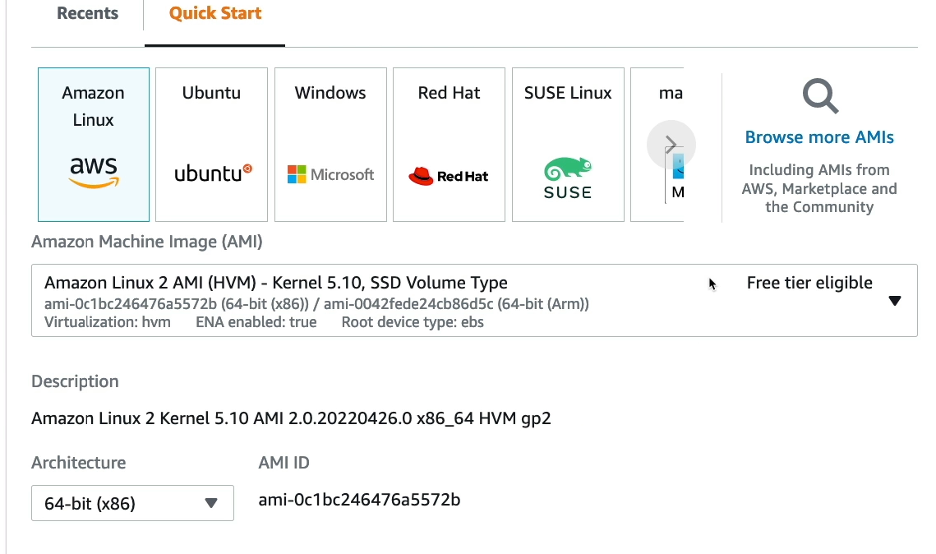 Recents
Quick Start
Amazon
Linux
aws
Ubuntu
ubuntu
Windows
Microsoft
Red Hat
Red Hat
SUSE Linux
SUSE
ma
M
Browse more AMIs
Including AMIs from
AWS, Marketplace and
the Community
Amazon Machine Image (AMI)
Amazon Linux 2 AMI (HVM) - Kernel 5.10, SSD Volume Type
Free tier eligible
ami-0c1bc246476a5572b (64-bit (x86)) / ami-0042fede24cb86d5c (64-bit (Arm))
Virtualization: hvm ENA enabled: true Root device type: ebs
Description
Amazon Linux 2 Kernel 5.10 AMI 2.0.20220426.0 x86_64 HVM gp2
Architecture
AMI ID
64-bit (x86)
ami-0c1bc246476a5572b